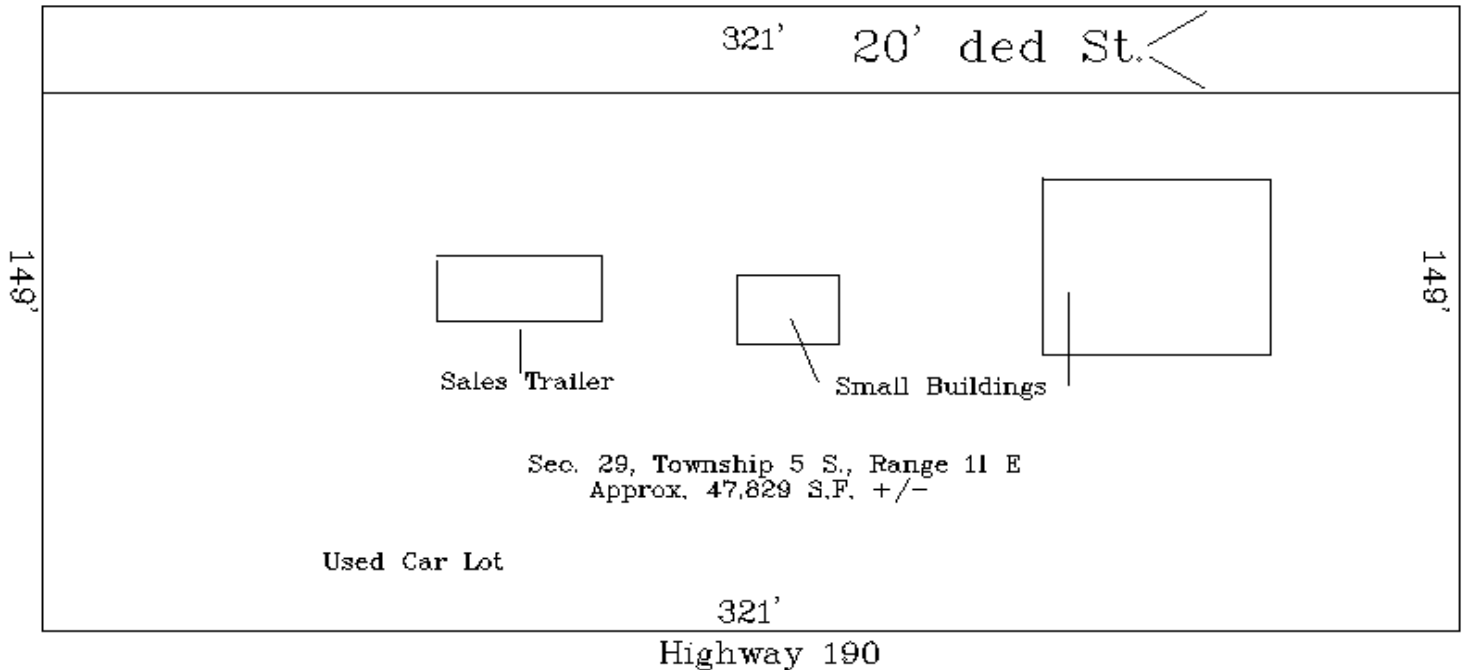 321' 20' ded St.
149'
149'
Sales Trailer
Small Buildings
Sec. 29, Township 5 S., Range 11 E
Approx. 47,829 S.F. +/-
Used Car Lot
321'
Highway 190